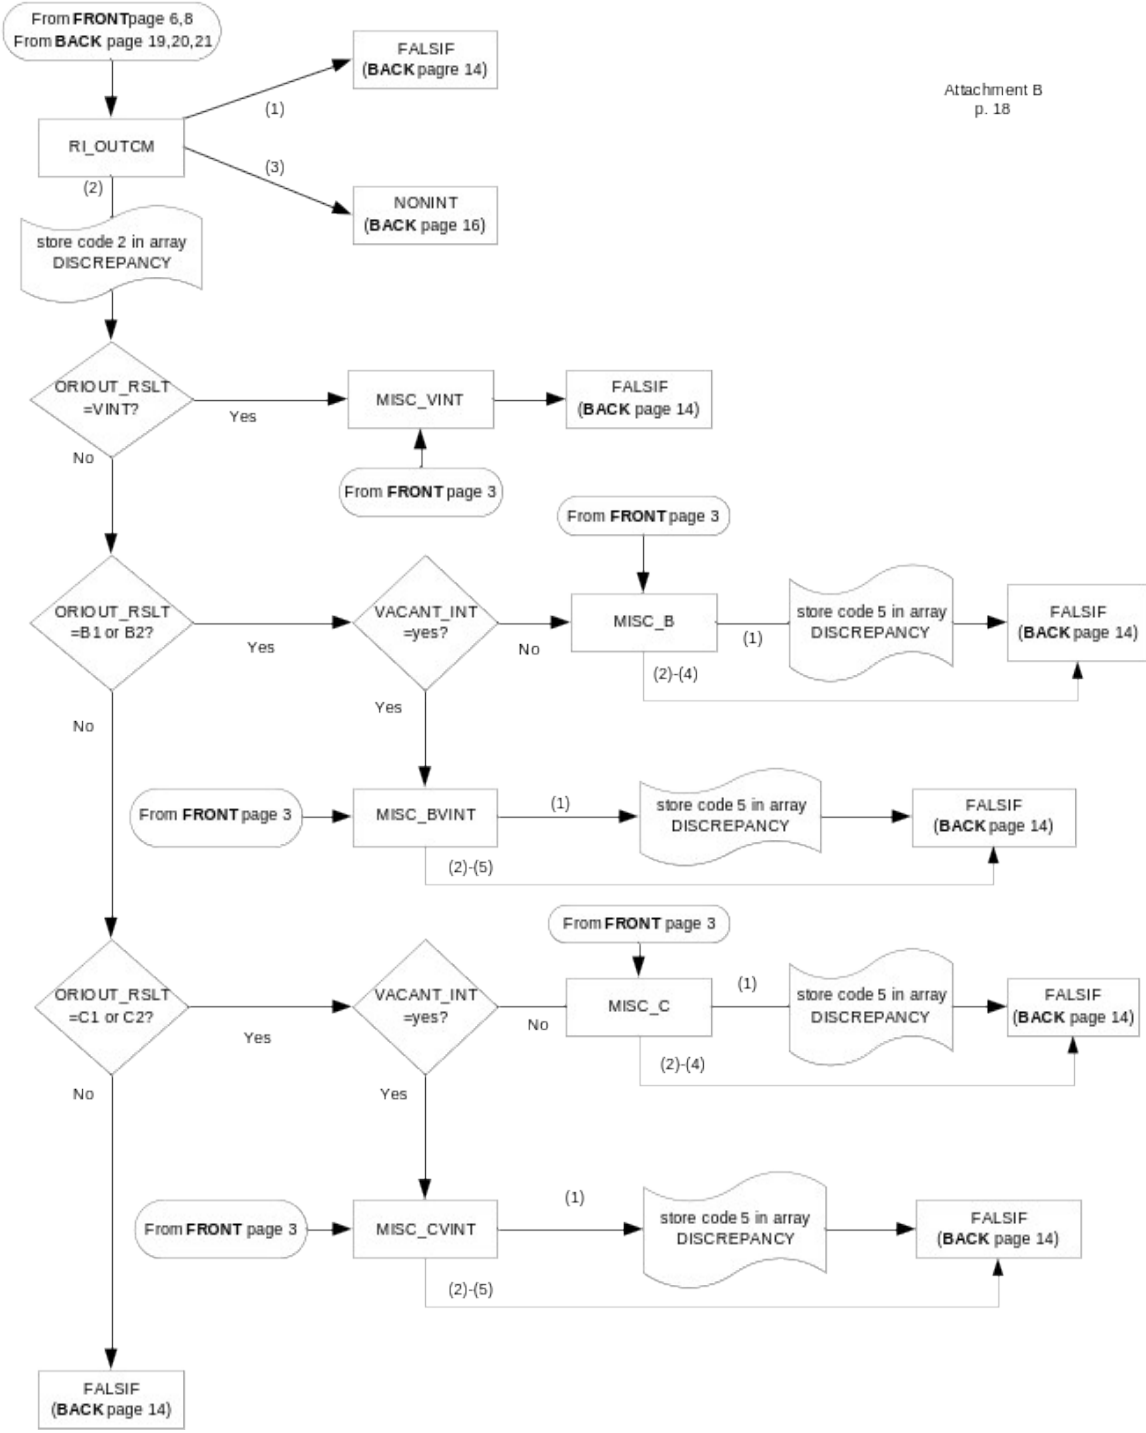 From FRONT page 6,8
From BACK page 19,20,21
FALSIF
(BACK pagre 14)
Attachment B
p. 18
(1)
RI_OUTCM
(3)
(2)
NONINT
(BACK page 16)
store code 2 in array
DISCREPANCY
ORIOUT_RSLT
=VINT?
Yes
MISC_VINT
FALSIF
(BACK page 14)
No
From FRONT page 3
From FRONT page 3
ORIOUT_RSLT
=B1 or B2?
Yes
VACANT_INT
=yes?
No
MISC_B
(1)
store code 5 in array
DISCREPANCY
FALSIF
(BACK page 14)
(2)-(4)
Yes
No
From FRONT page 3
MISC_BVINT
(1)
store code 5 in array
DISCREPANCY
FALSIF
(BACK page 14)
(2)-(5)
From FRONT page 3
ORIOUT_RSLT
=C1 or C2?
Yes
VACANT_INT
=yes?
No
MISC_C
(1)
store code 5 in array
DISCREPANCY
FALSIF
(BACK page 14)
(2)-(4)
No
Yes
From FRONT page 3
MISC_CVINT
(1)
store code 5 in array
DISCREPANCY
FALSIF
(BACK page 14)
(2)-(5)
FALSIF
(BACK page 14)